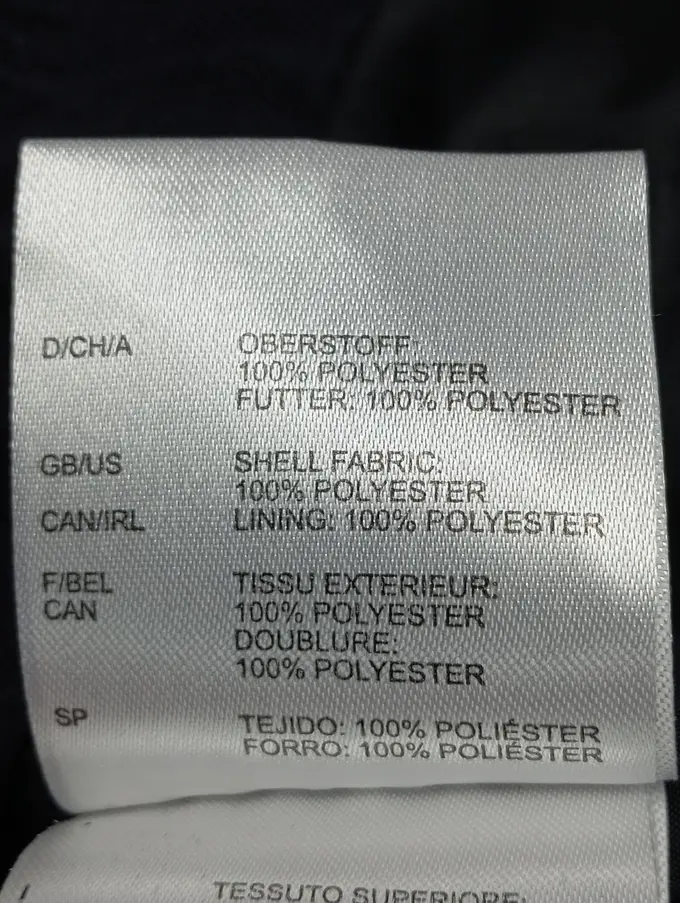 D/CH/A OBERSTOFF:
100% POLYESTER
FUTTER: 100% POLYESTER
GB/US SHELL FABRIC:
100% POLYESTER
CAN/IRL LINING: 100% POLYESTER
F/BEL TISSU EXTERIEUR:
CAN 100% POLYESTER
DOUBLURE:
100% POLYESTER
SP TEJIDO: 100% POLIÉSTER
FORRO: 100% POLIÉSTER
I TESSUTO SUPERIORE: